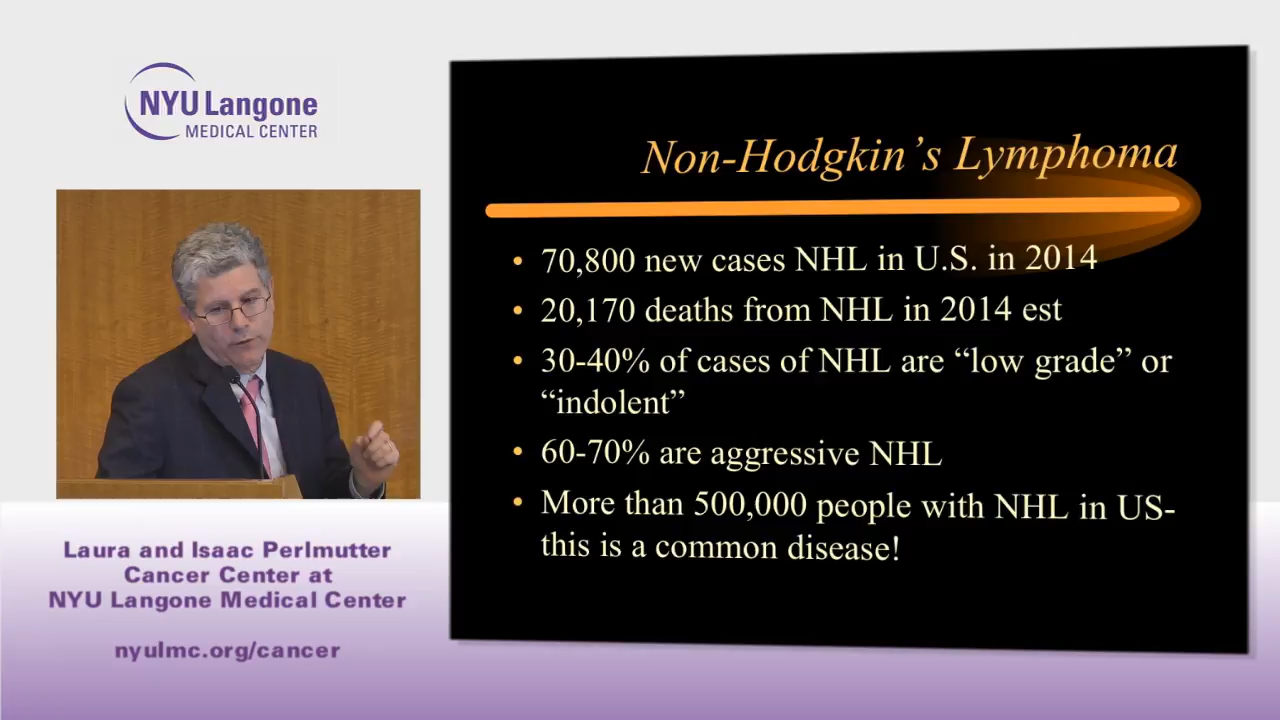 NYU Langone
MEDICAL CENTER
Non-Hodgkin’s Lymphoma
• 70,800 new cases NHL in U.S. in 2014
• 20,170 deaths from NHL in 2014 est
• 30-40% of cases of NHL are “low grade” or
“indolent”
• 60-70% are aggressive NHL
• More than 500,000 people with NHL in US-
this is a common disease!
Laura and Isaac Perlmutter
Cancer Center at
NYU Langone Medical Center
nyulmc.org/cancer